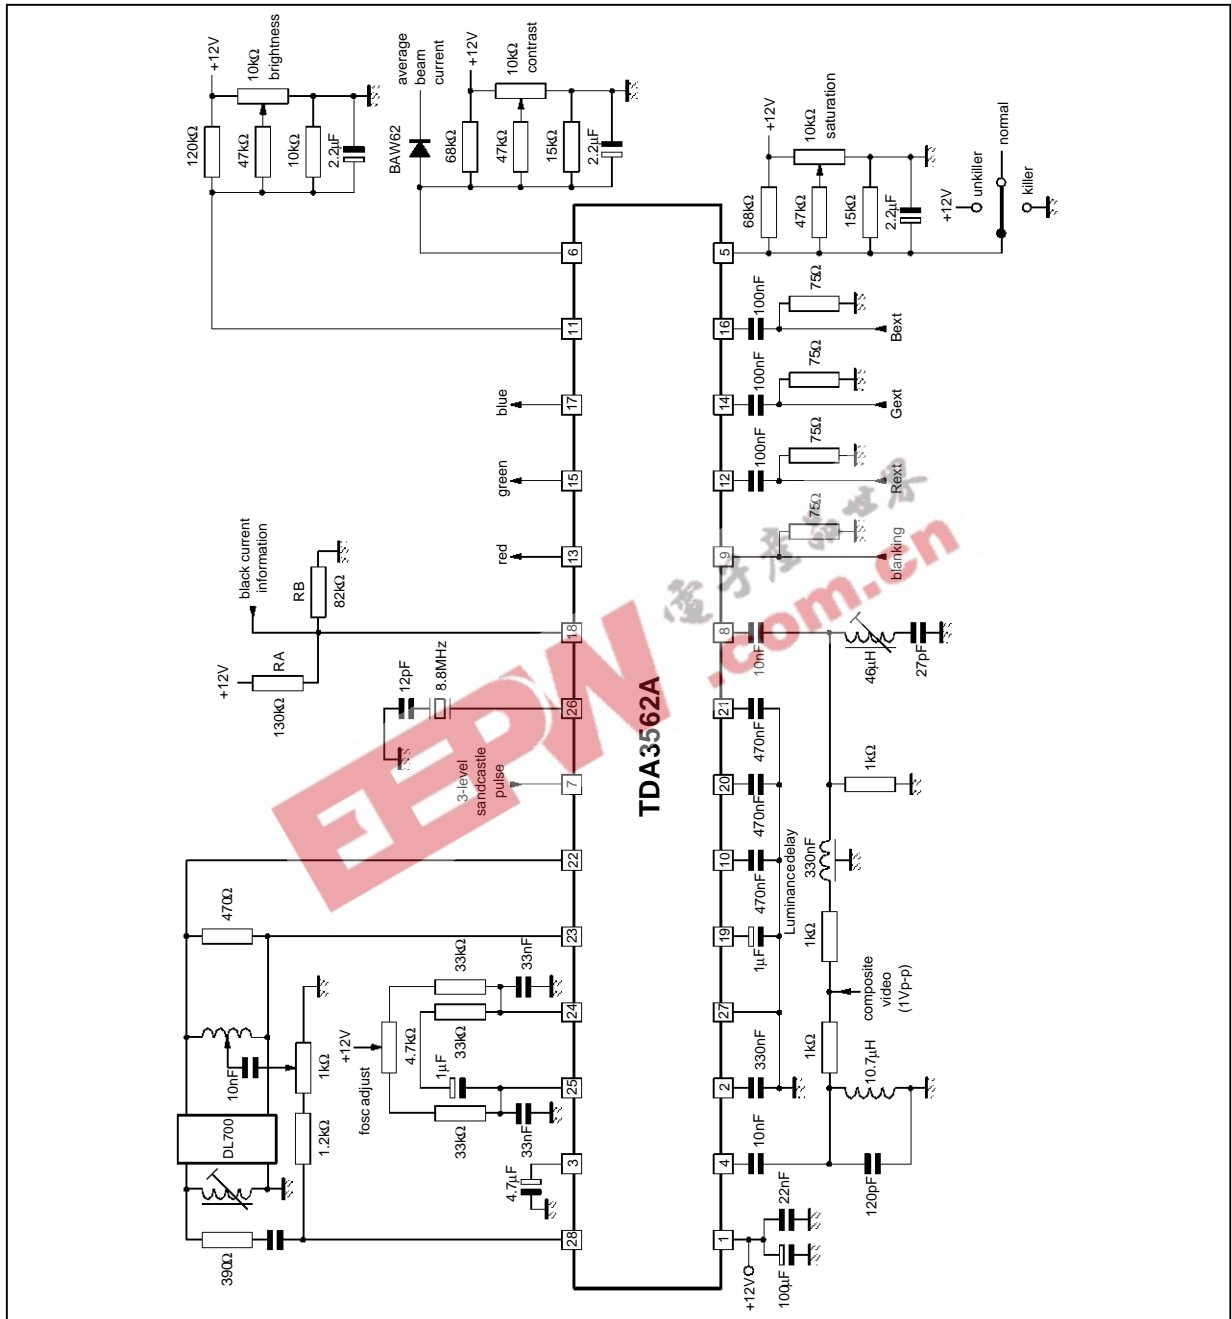 +12V
10kΩ
brightness
120kΩ
47kΩ
10kΩ
2.2µF
average
beam
current
BAW62
+12V
10kΩ
contrast
68kΩ
47kΩ
15kΩ
2.2µF
+12V
10kΩ
saturation
68kΩ
47kΩ
15kΩ
2.2µF
+12V
unkiller
normal
killer
6
5
11
16
100nF
75Ω
Bext
blue
17
14
100nF
75Ω
Gext
green
15
12
100nF
75Ω
Rext
red
13
9
75Ω
blanking
black current
information
RB
82kΩ
+12V
RA
130kΩ
18
8
10nF
46µH
27pF
12pF
8.8MHz
26
21
470nF
TDA3562A
3-level
sandcastle
pulse
7
20
470nF
1kΩ
22
10
470nF
Luminancedelay
330nF
470Ω
23
19
1µF
1kΩ
composite
video
(1Vp-p)
33kΩ
33nF
24
27
33kΩ
+12V
4.7kΩ
1µF
fosc adjust
33kΩ
33nF
25
2
330nF
1kΩ
10.7µH
10nF
1kΩ
1.2kΩ
DL700
3
4.7µF
4
10nF
120pF
390Ω
28
1
22nF
+12V
100µF
EEPW
電子產品世界
.com.cn